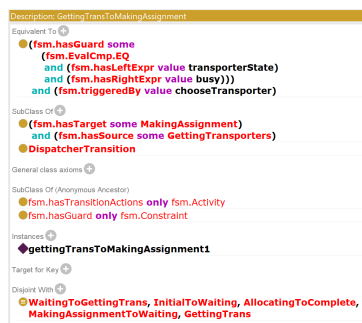 Description: GettingTransToMakingAssignment
Equivalent To
(fsm.hasGuard some
(fsm.EvalCmp.EQ
and (fsm.hasLeftExpr value transporterState)
and (fsm.hasRightExpr value busy)))
and (fsm.triggeredBy value chooseTransporter)
SubClass Of
(fsm.hasTarget some MakingAssignment)
and (fsm.hasSource some GettingTransporters)
DispatcherTransition
General class axioms
SubClass Of (Anonymous Ancestor)
fsm.hasTransitionActions only fsm.Activity
fsm.hasGuard only fsm.Constraint
Instances
gettingTransToMakingAssignment1
Target for Key
Disjoint With
WaitingToGettingTrans, InitialToWaiting, AllocatingToComplete,
MakingAssignmentToWaiting, GettingTrans